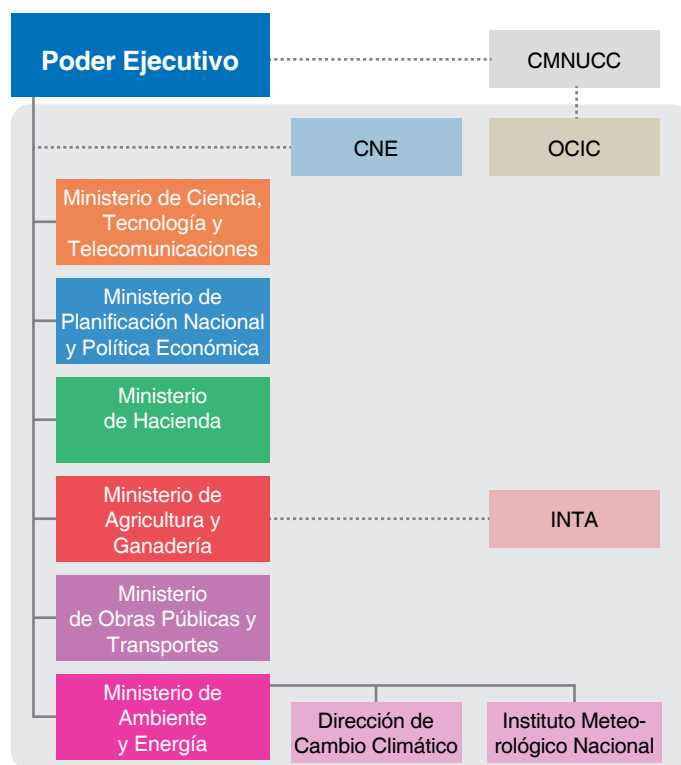 Poder Ejecutivo
CMNUCC
CNE
OCIC
Ministerio de Ciencia,
Tecnología y
Telecomunicaciones
Ministerio de
Planificación Nacional
y Política Económica
Ministerio
de Hacienda
Ministerio de
Agricultura y
Ganadería
INTA
Ministerio
de Obras Públicas y
Transportes
Ministerio de
Ambiente
y Energía
Dirección de
Cambio Climático
Instituto Meteo-
rológico Nacional